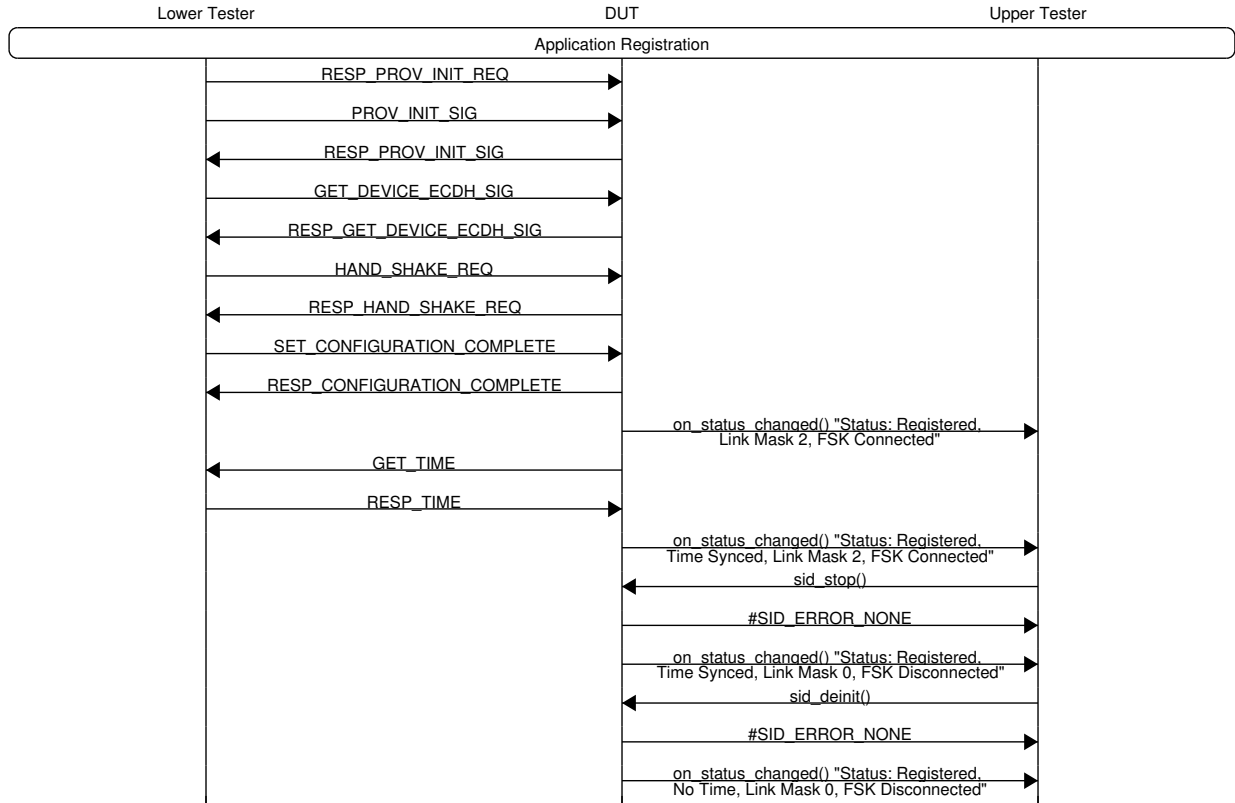 Lower Tester DUT Upper Tester
Application Registration
RESP_PROV_INIT_REQ
PROV_INIT_SIG
RESP_PROV_INIT_SIG
GET_DEVICE_ECDH_SIG
RESP_GET_DEVICE_ECDH_SIG
HAND_SHAKE_REQ
RESP_HAND_SHAKE_REQ
SET_CONFIGURATION_COMPLETE
RESP_CONFIGURATION_COMPLETE
on_status_changed() "Status: Registered,
Link Mask 2, FSK Connected"
GET_TIME
RESP_TIME
on_status_changed() "Status: Registered,
Time Synced, Link Mask 2, FSK Connected"
sid_stop()
#SID_ERROR_NONE
on_status_changed() "Status: Registered,
Time Synced, Link Mask 0, FSK Disconnected"
sid_deinit()
#SID_ERROR_NONE
on_status_changed() "Status: Registered,
No Time, Link Mask 0, FSK Disconnected"